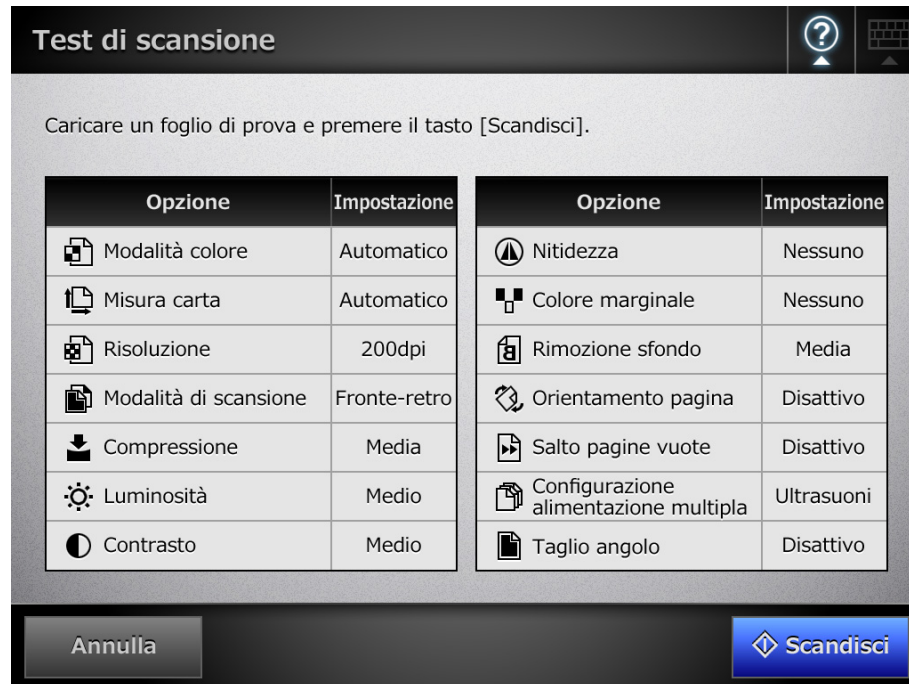 Test di scansione
Caricare un foglio di prova e premere il tasto [Scandisci].
Opzione Impostazione
Modalità colore Automatico
Misura carta Automatico
Risoluzione 200dpi
Modalità di scansione Fronte-retro
Compressione Media
Luminosità Medio
Contrasto Medio
Opzione Impostazione
Nitidezza Nessuno
Colore marginale Nessuno
Rimozione sfondo Media
Orientamento pagina Disattivo
Salto pagine vuote Disattivo
Configurazione
alimentazione multipla Ultrasuoni
Taglio angolo Disattivo
Annulla
Scandisci